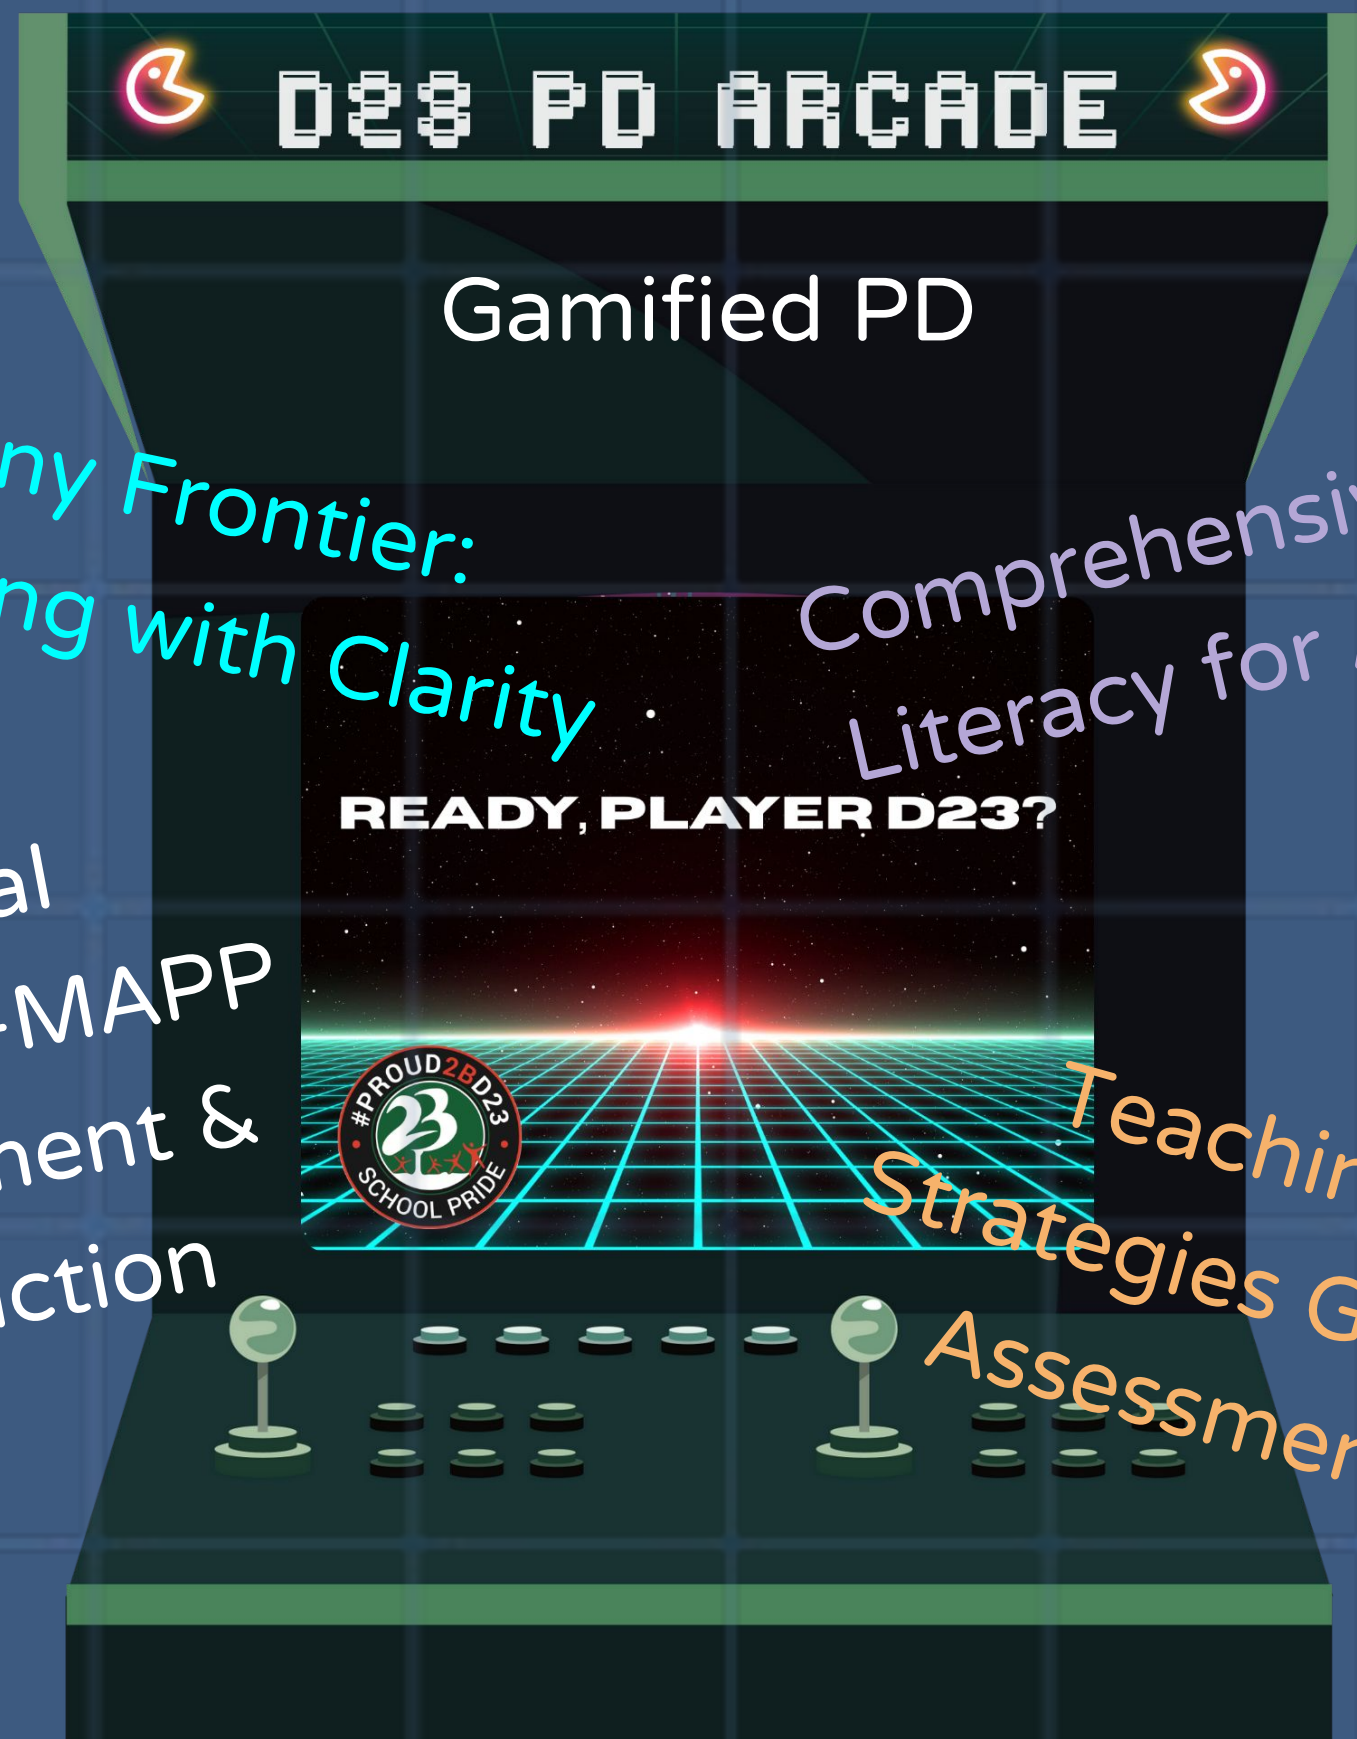 D23 PD ARCADE
Gamified PD
ny Frontier:
ng with Clarity
Comprehensiv
Literacy for
READY, PLAYER D23?
al
-MAPP
nent &
ction
#PROUD2BD23
23
SCHOOL PRIDE
Teachin
Strategies G
Assessmen